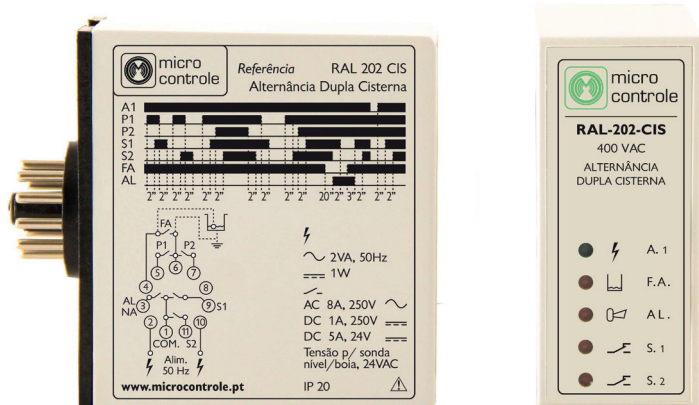 micro
controle
Referência RAL 202 CIS
Alternância Dupla Cisterna
A1
P1
P2
S1
S2
FA
AL
2" 2" 2" 2" 2" 2" 2" 2" 2" 2" 20" 2" 3" 2" 2"
FA
P1 P2
5 6 7
4 8
AL
NA 3 9 S1
2 1 11 10
COM. S2
Alim.
50 Hz
www.microcontrole.pt
2VA, 50Hz
1W
AC 8A, 250V
DC 1A, 250V
DC 5A, 24V
Tensão p/ sonda
nível/boia, 24VAC
IP 20
micro
controle
RAL-202-CIS
400 VAC
ALTERNÂNCIA
DUPLA CISTERNA
A. 1
F.A.
A L.
S. 1
S. 2